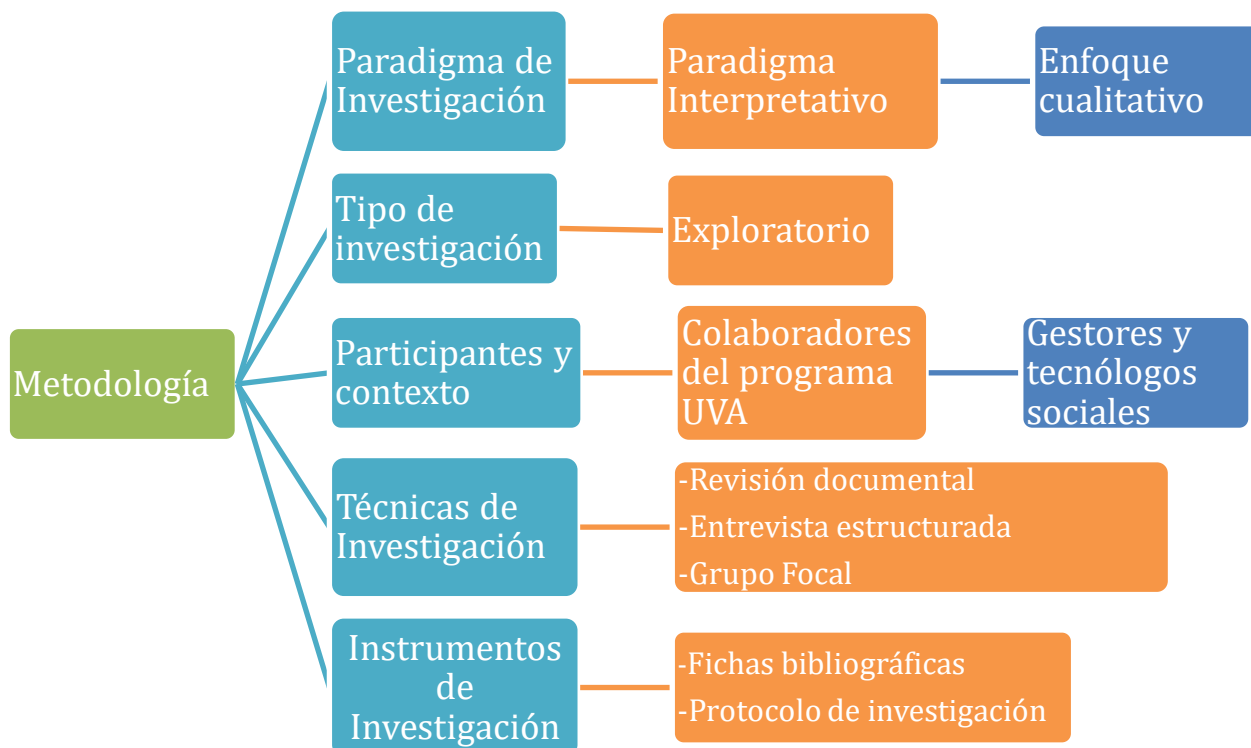 Metodología
Paradigma de
Investigación
Paradigma
Interpretativo
Enfoque
cualitativo
Tipo de
investigación
Exploratorio
Participantes y
contexto
Colaboradores
del programa
UVA
Gestores y
tecnólogos
sociales
Técnicas de
Investigación
-Revisión documental
-Entrevista estructurada
-Grupo Focal
Instrumentos
de
Investigación
-Fichas bibliográficas
-Protocolo de investigación